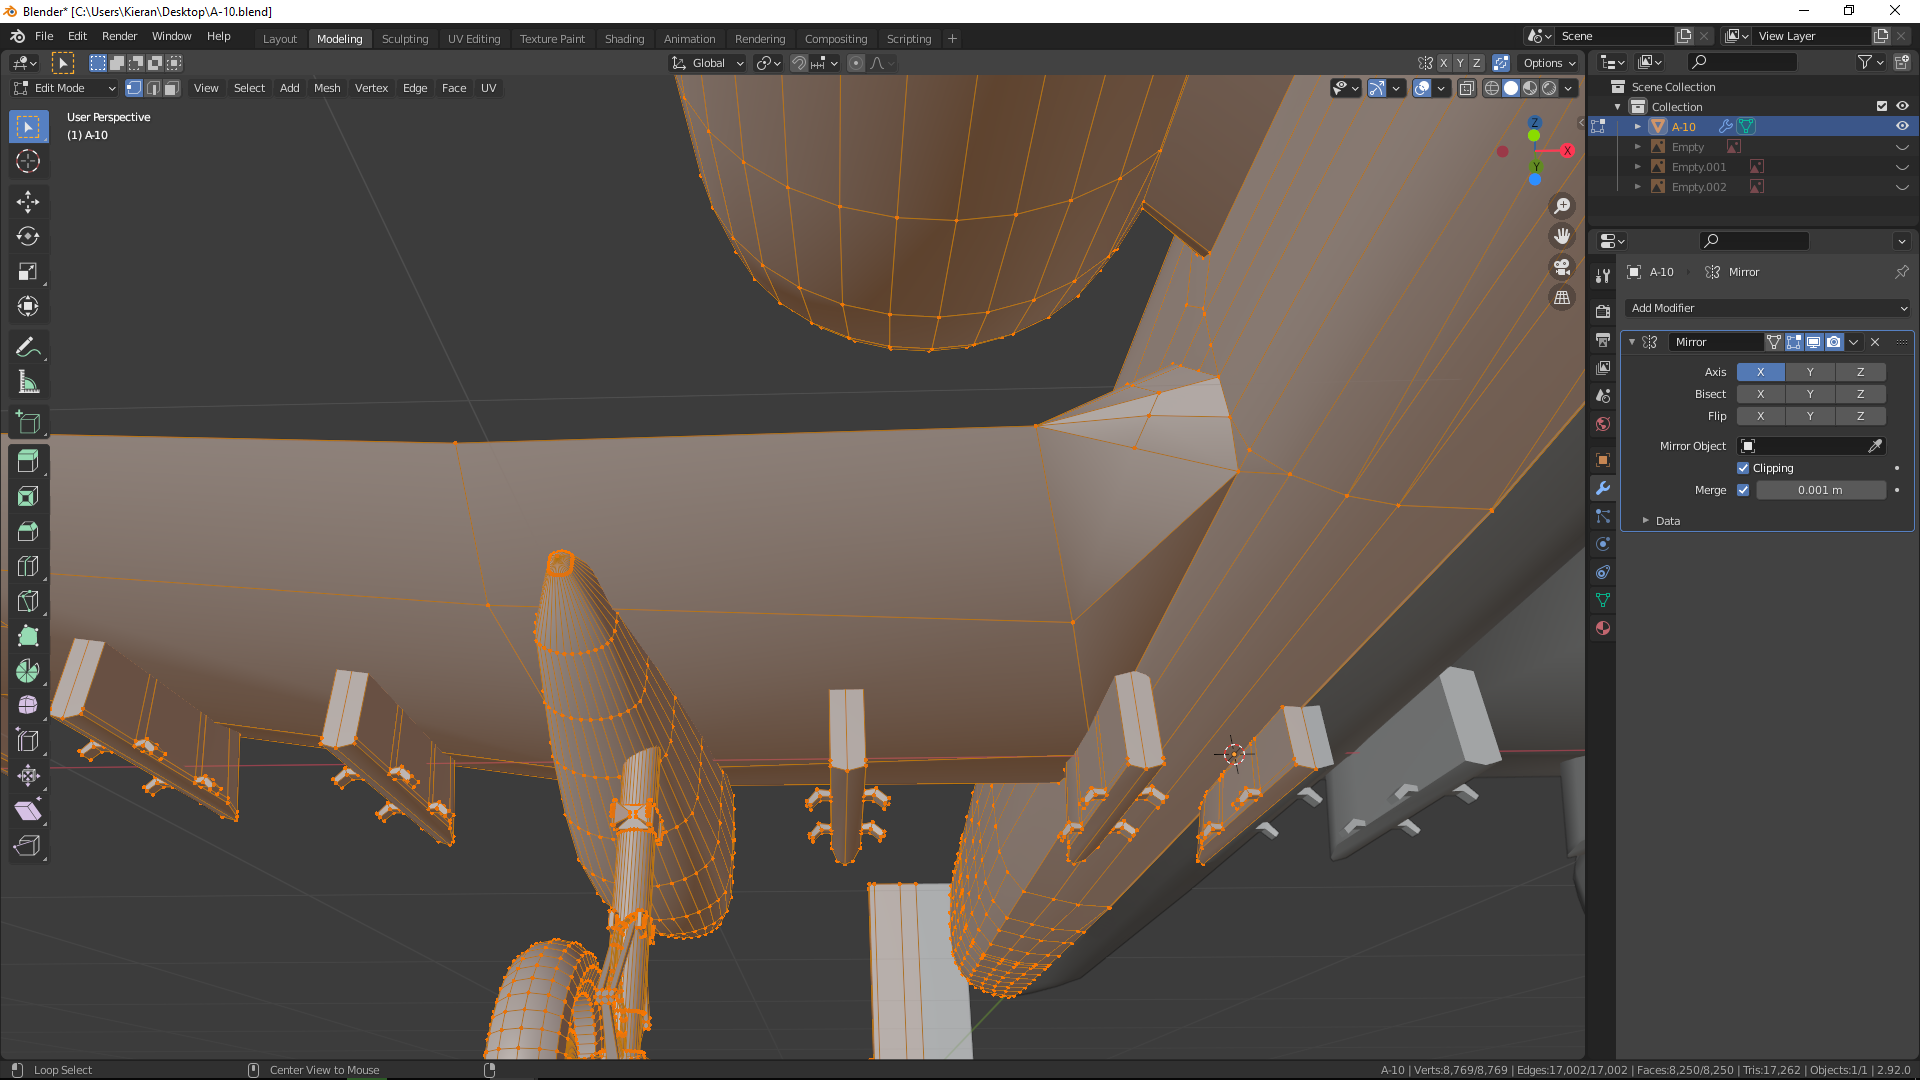 Blender* [C:\Users\Kieran\Desktop\A-10.blend]
File Edit Render Window Help
Layout Modeling Sculpting UV Editing Texture Paint Shading Animation Rendering Compositing Scripting +
Scene
View Layer
Global
X Y Z
Options
Edit Mode
View Select Add Mesh Vertex Edge Face UV
User Perspective
(1) A-10
Z
X
Y
Scene Collection
Collection
A-10
Empty
Empty.001
Empty.002
A-10 Mirror
Add Modifier
Mirror
Axis X Y Z
Bisect X Y Z
Flip X Y Z
Mirror Object
Clipping
Merge 0.001 m
Data
Loop Select
Center View to Mouse
A-10 | Verts:8,769/8,769 | Edges:17,002/17,002 | Faces:8,250/8,250 | Tris:17,262 | Objects:1/1 | 2.92.0